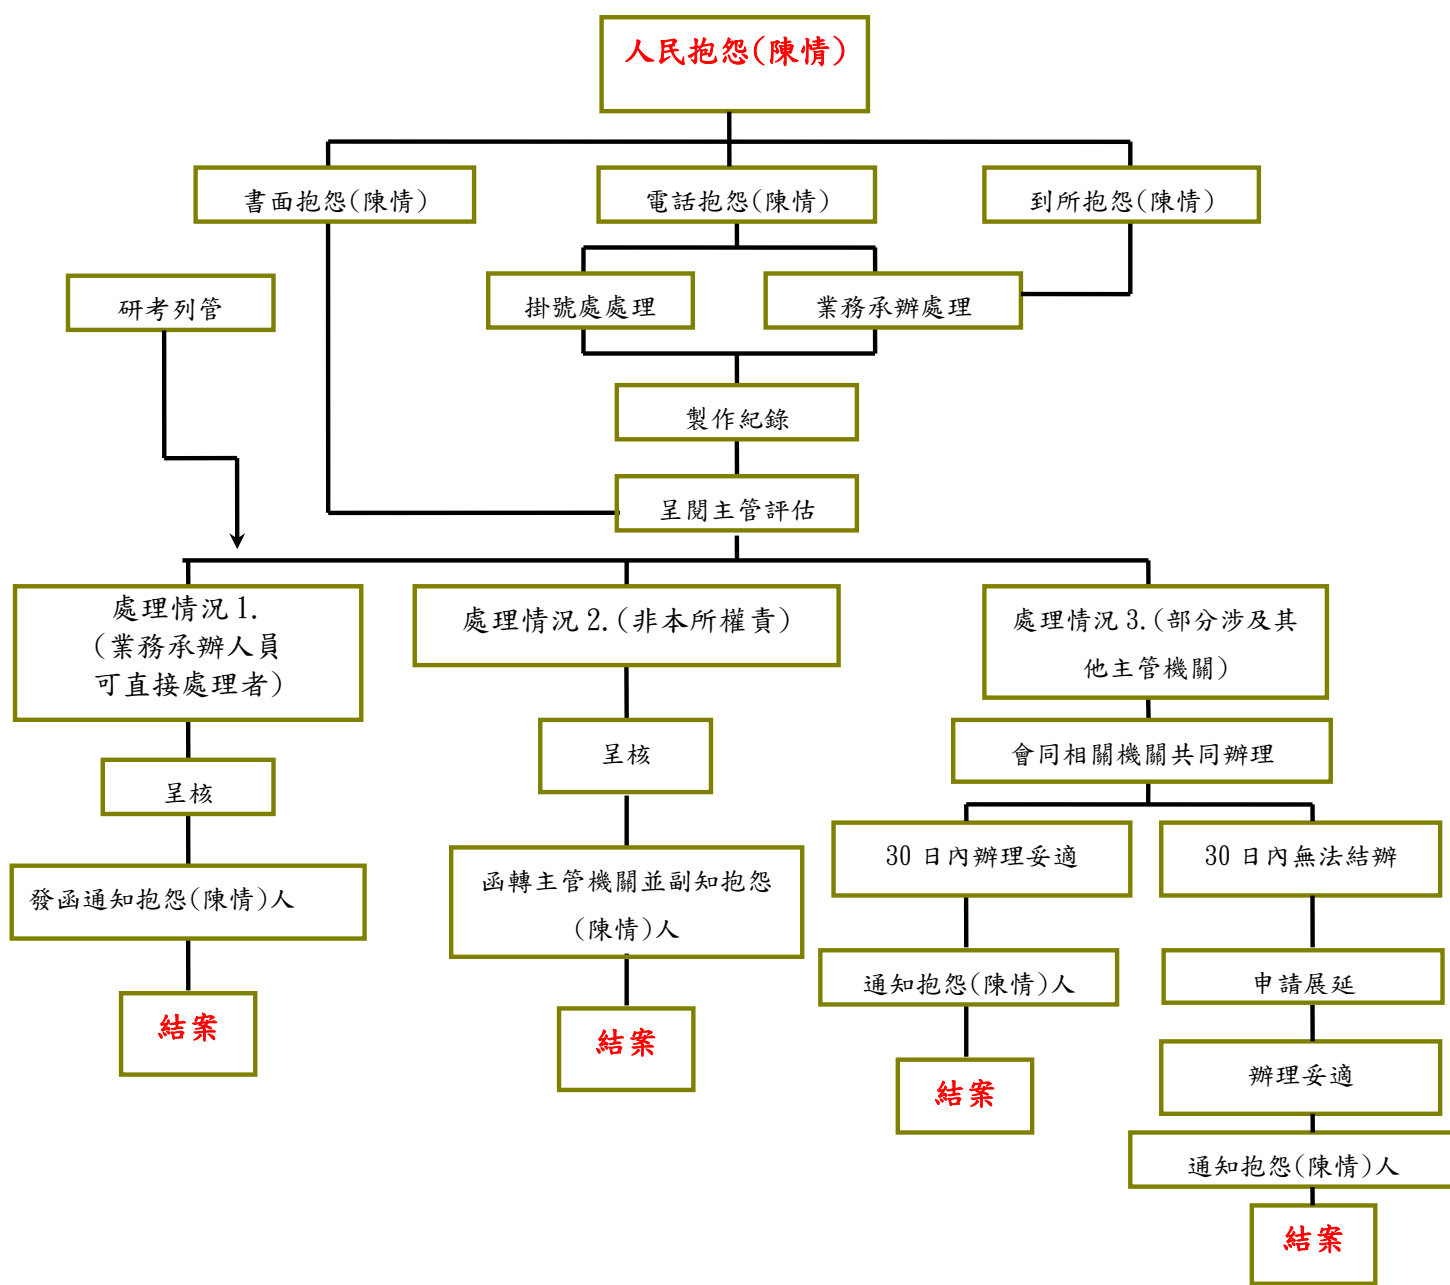 人民抱怨(陳情)
書面抱怨(陳情)
電話抱怨(陳情)
到所抱怨(陳情)
研考列管
掛號處處理
業務承辦處理
製作紀錄
呈閱主管評估
處理情況 1.
(業務承辦人員
可直接處理者)
處理情況 2.(非本所權責)
處理情況 3.(部分涉及其
他主管機關)
呈核
呈核
會同相關機關共同辦理
發函通知抱怨(陳情)人
函轉主管機關並副知抱怨
(陳情)人
30 日內辦理妥適
30 日內無法結辦
通知抱怨(陳情)人
申請展延
結案
結案
結案
辦理妥適
通知抱怨(陳情)人
結案